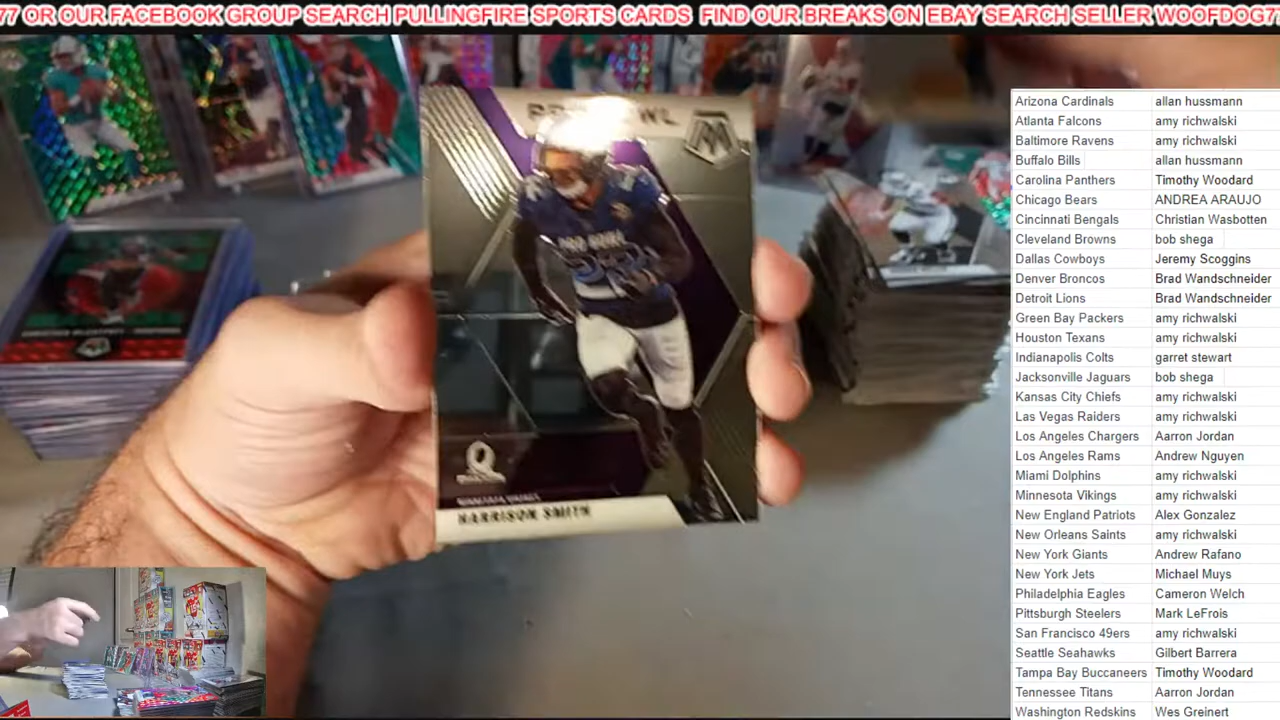 77 OR OUR FACEBOOK GROUP SEARCH PULLINGFIRE SPORTS CARDS FIND OUR BREAKS ON EBAY SEARCH SELLER WOOFDOG77
PRO BOWL
PRO BOWL
MINNESOTA VIKINGS
HARRISON SMITH
Arizona Cardinals allan hussmann
Atlanta Falcons amy richwalski
Baltimore Ravens amy richwalski
Buffalo Bills allan hussmann
Carolina Panthers Timothy Woodard
Chicago Bears ANDREA ARAUJO
Cincinnati Bengals Christian Wasbotten
Cleveland Browns bob shega
Dallas Cowboys Jeremy Scoggins
Denver Broncos Brad Wandschneider
Detroit Lions Brad Wandschneider
Green Bay Packers amy richwalski
Houston Texans amy richwalski
Indianapolis Colts garret stewart
Jacksonville Jaguars bob shega
Kansas City Chiefs amy richwalski
Las Vegas Raiders amy richwalski
Los Angeles Chargers Aarron Jordan
Los Angeles Rams Andrew Nguyen
Miami Dolphins amy richwalski
Minnesota Vikings amy richwalski
New England Patriots Alex Gonzalez
New Orleans Saints amy richwalski
New York Giants Andrew Rafano
New York Jets Michael Muys
Philadelphia Eagles Cameron Welch
Pittsburgh Steelers Mark LeFrois
San Francisco 49ers amy richwalski
Seattle Seahawks Gilbert Barrera
Tampa Bay Buccaneers Timothy Woodard
Tennessee Titans Aarron Jordan
Washington Redskins Wes Greinert